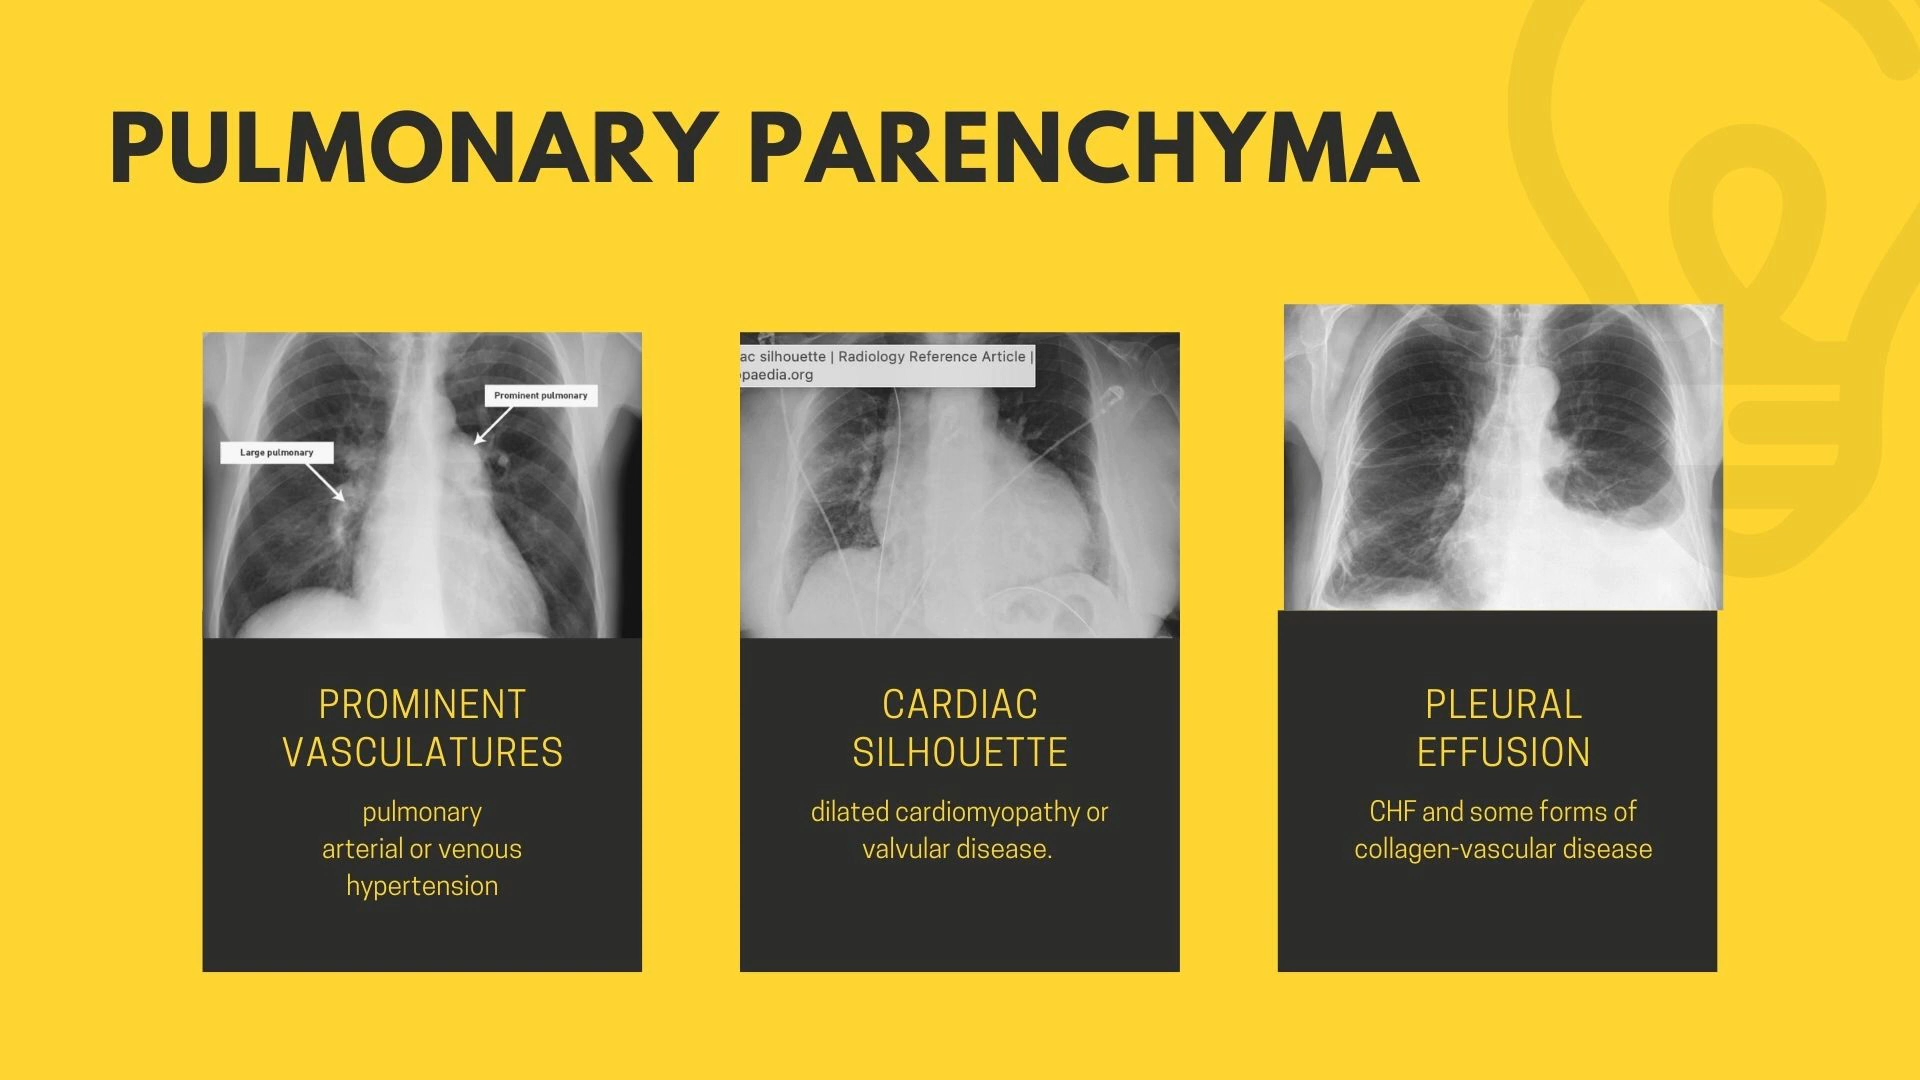 PULMONARY PARENCHYMA
Prominent pulmonary
Large pulmonary
PROMINENT
VASCULATURES
pulmonary
arterial or venous
hypertension
ac silhouette | Radiology Reference Article |
paedia.org
CARDIAC
SILHOUETTE
dilated cardiomyopathy or
valvular disease.
PLEURAL
EFFUSION
CHF and some forms of
collagen-vascular disease